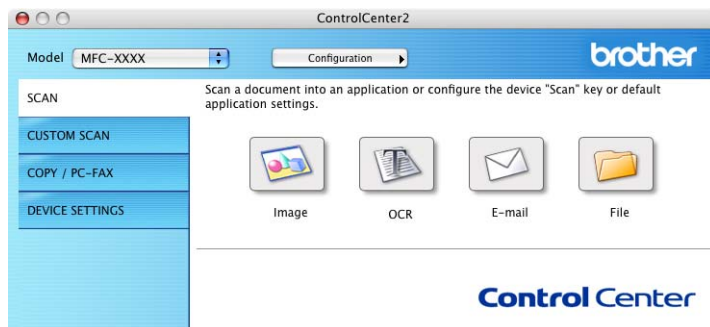 ControlCenter2
Model MFC-XXXX Configuration brother
SCAN
Scan a document into an application or configure the device "Scan" key or default
application settings.
CUSTOM SCAN
COPY / PC-FAX
DEVICE SETTINGS
Image OCR E-mail File
Control Center